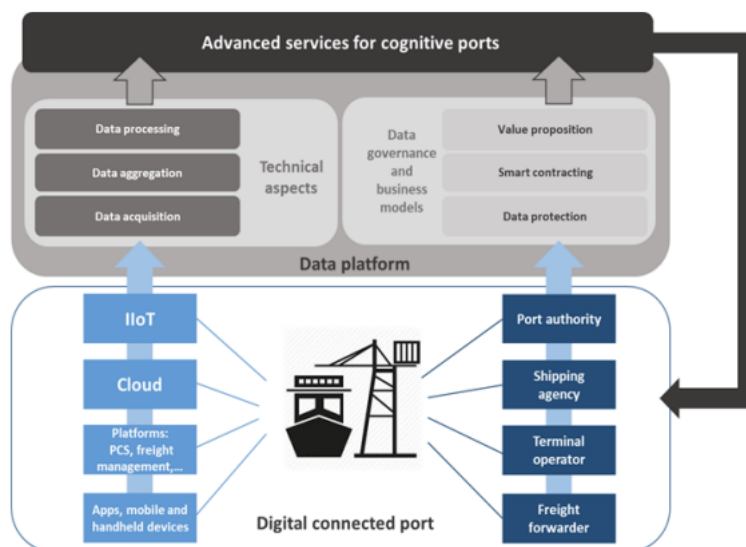 Advanced services for cognitive ports
Data processing
Data aggregation
Data acquisition
Technical
aspects
Data
governance
and
business
models
Value proposition
Smart contracting
Data protection
Data platform
IIoT
Cloud
Platforms:
PCS, freight
management,...
Apps, mobile and
handheld devices
Port authority
Shipping
agency
Terminal
operator
Freight
forwarder
Digital connected port